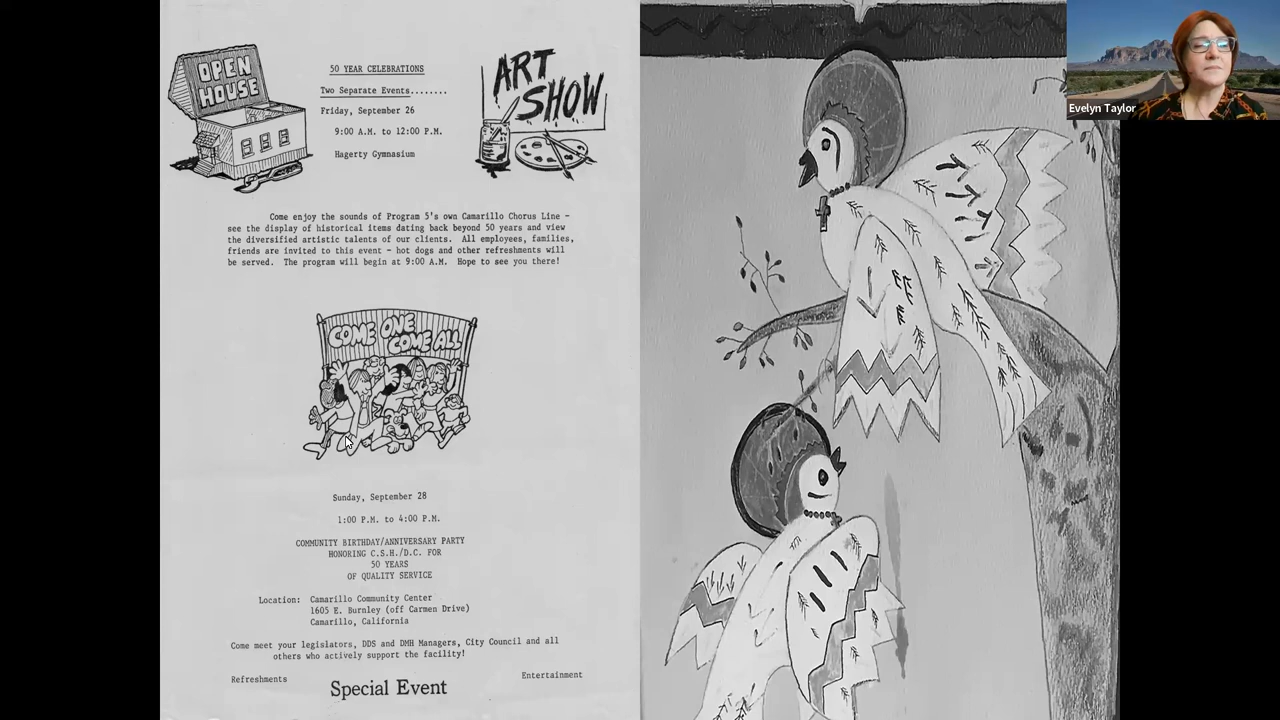 OPEN
HOUSE
50 YEAR CELEBRATIONS
Two Separate Events........
Friday, September 26
9:00 A.M. to 12:00 P.M.
Hagerty Gymnasium
ART
SHOW
Come enjoy the sounds of Program 5's own Camarillo Chorus Line -
see the display of historical items dating back beyond 50 years and view
the diversified artistic talents of our clients. All employees, families,
friends are invited to this event - hot dogs and other refreshments will
be served. The program will begin at 9:00 A.M. Hope to see you there!
COME ONE
COME ALL
Sunday, September 28
1:00 P.M. to 4:00 P.M.
COMMUNITY BIRTHDAY/ANNIVERSARY PARTY
HONORING C.S.H./D.C. FOR
50 YEARS
OF QUALITY SERVICE
Location: Camarillo Community Center
1605 E. Burnley (off Carmen Drive)
Camarillo, California
Come meet your legislators, DDS and DMH Managers, City Council and all
others who actively support the facility!
Refreshments
Entertainment
Special Event
Evelyn Taylor